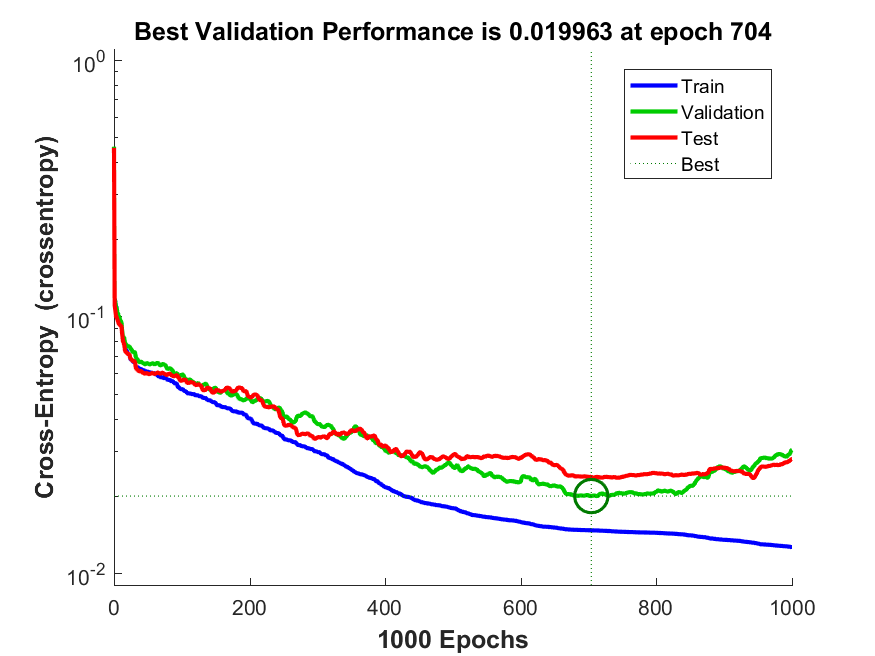 Best Validation Performance is 0.019963 at epoch 704
Cross-Entropy (crossentropy)
10^0
10^-1
10^-2
Train
Validation
Test
Best
0
200
400
600
800
1000
1000 Epochs